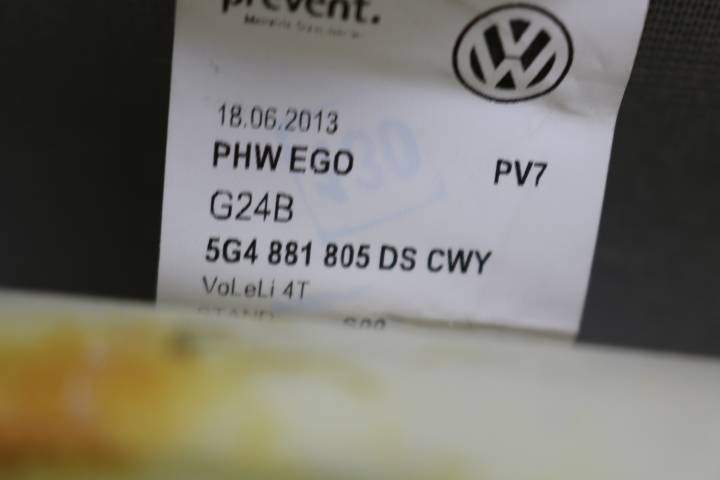 prevent.
18.06.2013
PHW EGO PV7
G24B
5G4 881 805 DS CWY
VoLeLi 4T